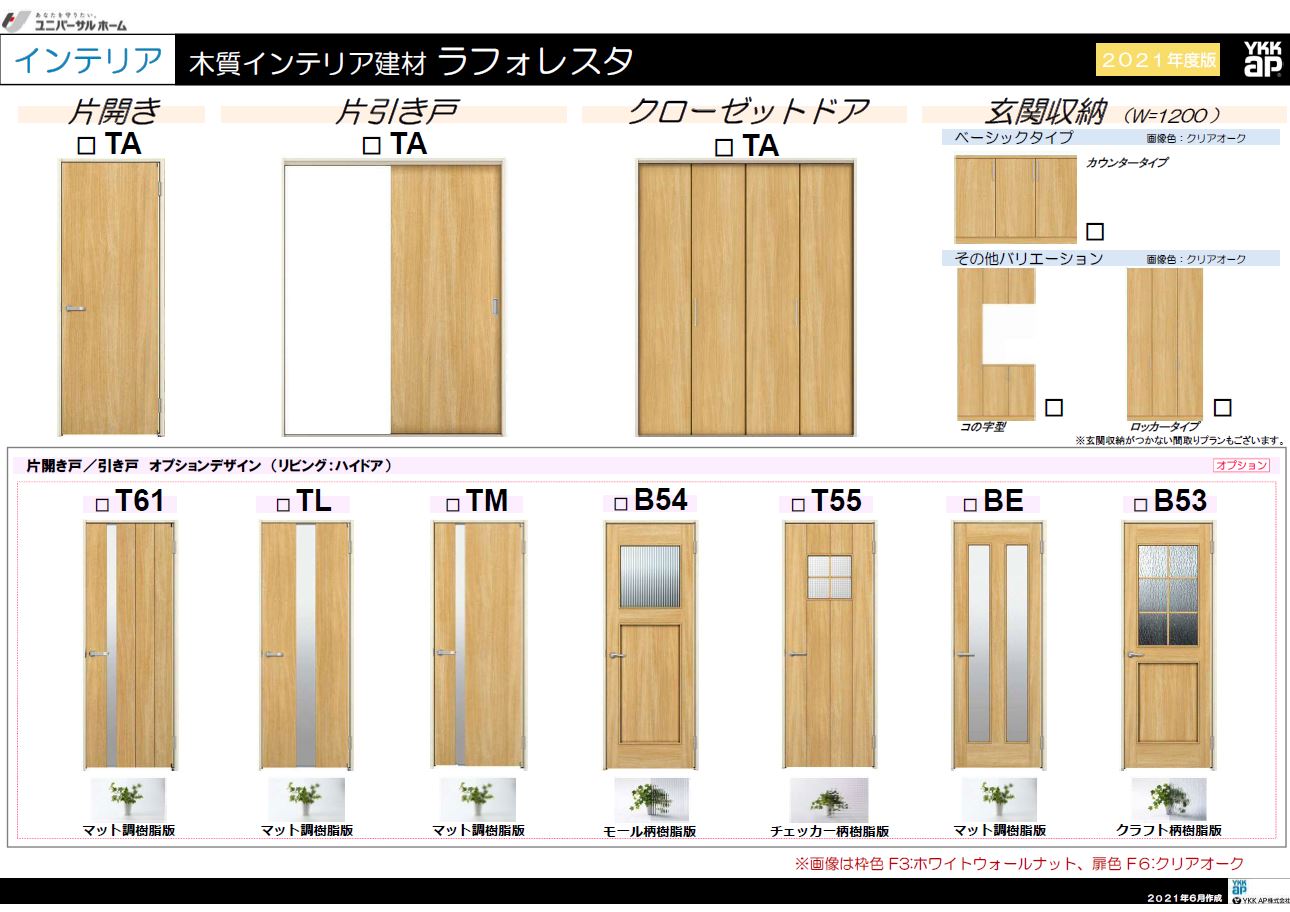 あなたを守りたい。
ユニバーサルホーム
インテリア 木質インテリア建材 ラフォレスタ 2021年度版 YKK ap
片開き 片引き戸 クローゼットドア 玄関収納 (W=1200)
□ TA □ TA □ TA
ベーシックタイプ 画像色：クリアオーク
カウンタータイプ
□
その他バリエーション 画像色：クリアオーク
□ □
コの字型 ロッカータイプ
※玄関収納がつかない間取りプランもございます。
片開き戸／引き戸 オプションデザイン（リビング：ハイドア） オプション
□ T61 □ TL □ TM □ B54 □ T55 □ BE □ B53
マット調樹脂版 マット調樹脂版 マット調樹脂版 モール柄樹脂版 チェッカー柄樹脂版 マット調樹脂版 クラフト柄樹脂版
※画像は枠色 F3:ホワイトウォールナット、扉色 F6:クリアオーク
2021年6月作成 YKK ap YKK AP株式会社